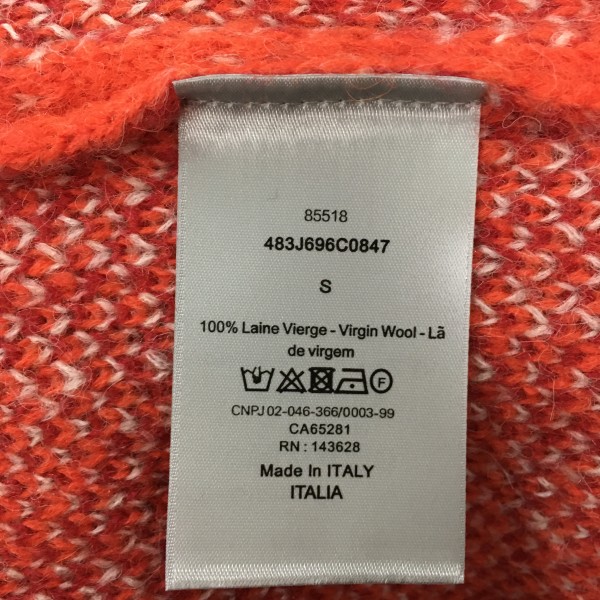 85518
483J696C0847
S
100% Laine Vierge - Virgin Wool - Lã
de virgem
F
CNPJ 02-046-366/0003-99
CA65281
RN : 143628
Made In ITALY
ITALIA